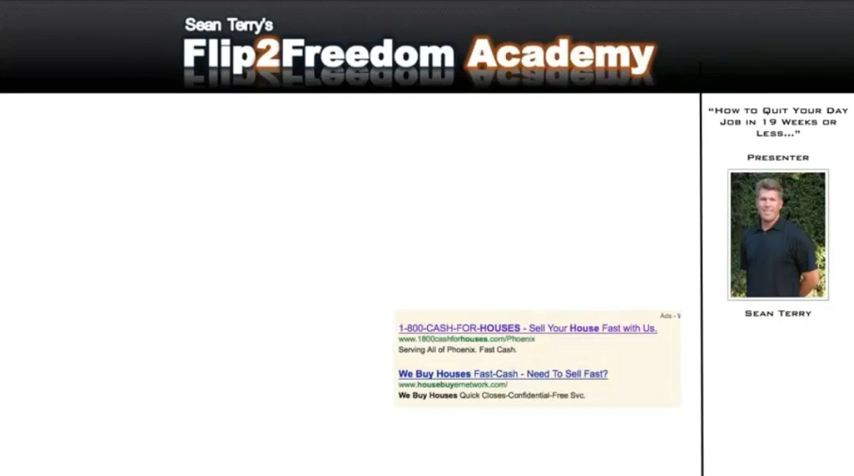 Sean Terry's
Flip2Freedom Academy
“How to Quit Your Day
Job in 19 Weeks or
Less...”
Presenter
Sean Terry
Ads -
1-800-CASH-FOR-HOUSES - Sell Your House Fast with Us.
www.1800cashforhouses.com/Phoenix
Serving All of Phoenix. Fast Cash.
We Buy Houses Fast-Cash - Need To Sell Fast?
www.housebuyernetwork.com/
We Buy Houses Quick Closes-Confidential-Free Svc.